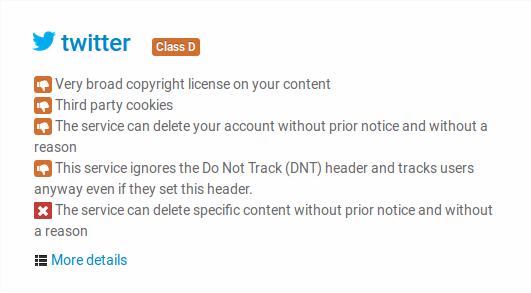 twitter Class D
Very broad copyright license on your content
Third party cookies
The service can delete your account without prior notice and without a
reason
This service ignores the Do Not Track (DNT) header and tracks users
anyway even if they set this header.
The service can delete specific content without prior notice and without
a reason
More details